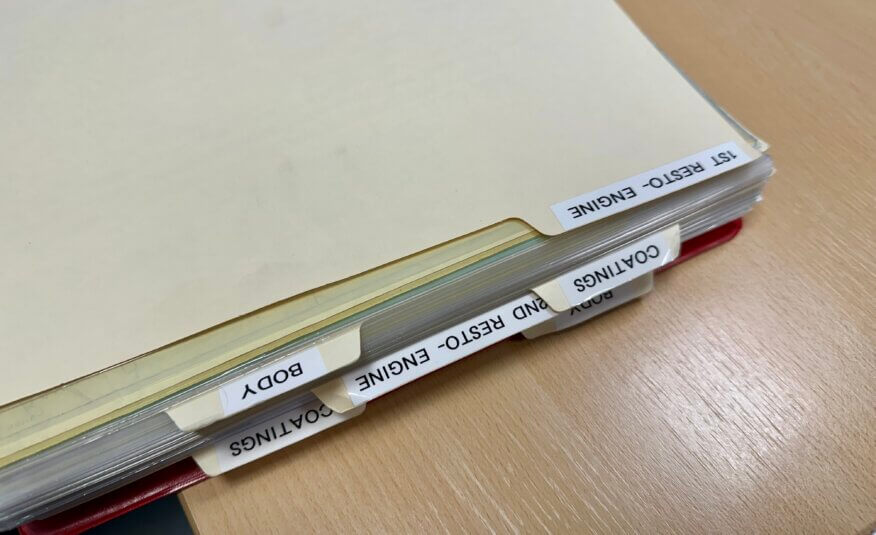 1ST RESTO- ENGINE
BODY
COATINGS
2ND RESTO- ENGINE
BODY
COATINGS